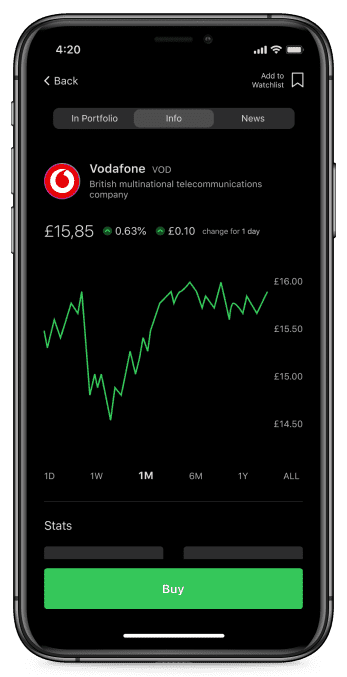 4:20
Back
Add to
Watchlist
In Portfolio Info News
Vodafone VOD
British multinational telecommunications
company
£15,85 0.63% £0.10 change for 1 day
£16.00
£15.50
£15.00
£14.50
1D 1W 1M 6M 1Y ALL
Stats
Buy